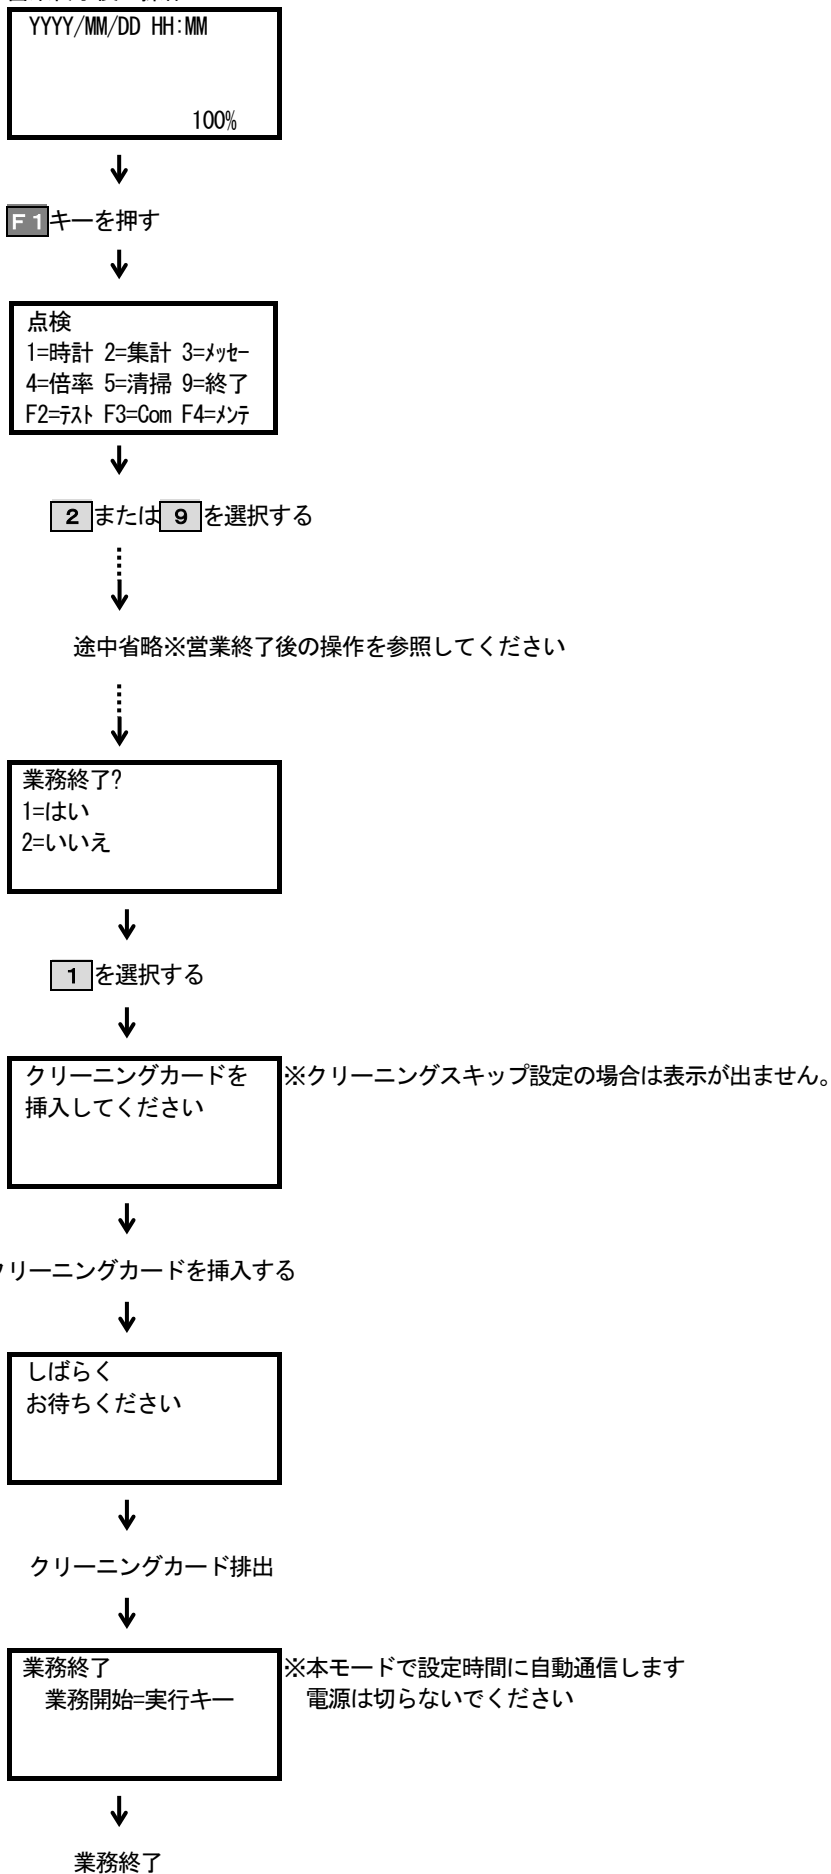 YYYY/MM/DD HH:MM
100%
F1キーを押す
点検
1=時計 2=集計 3=ﾒｯｾｰ
4=倍率 5=清掃 9=終了
F2=ﾃｽﾄ F3=Com F4=ﾒﾝﾃ
2または9を選択する
途中省略※営業終了後の操作を参照してください
業務終了?
1=はい
2=いいえ
1を選択する
クリーニングカードを
挿入してください
※クリーニングスキップ設定の場合は表示が出ません。
クリーニングカードを挿入する
しばらく
お待ちください
クリーニングカード排出
業務終了
業務開始=実行キー
※本モードで設定時間に自動通信します
電源は切らないでください
業務終了